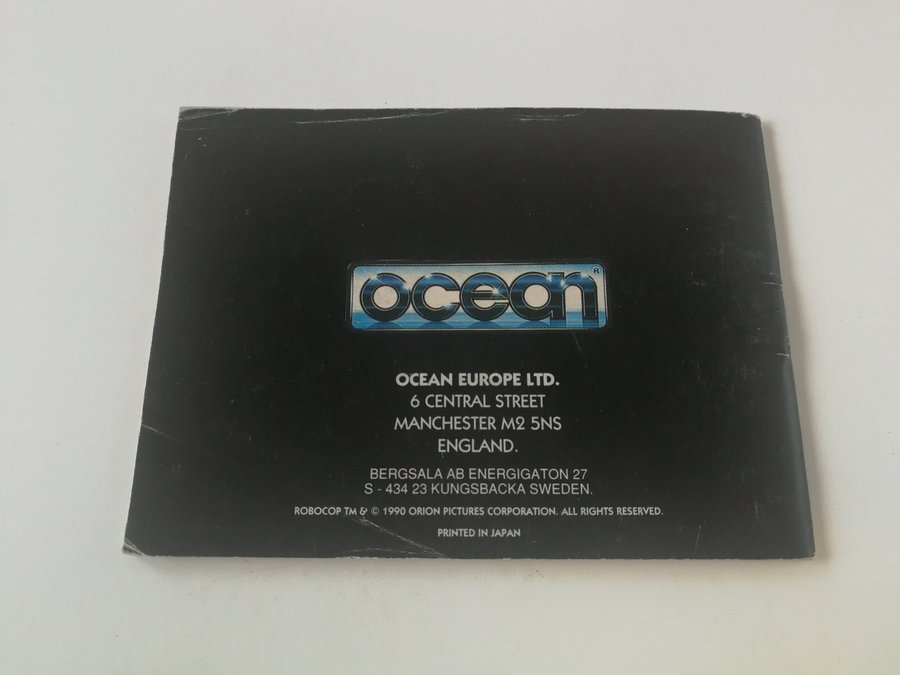 ocean®
OCEAN EUROPE LTD.
6 CENTRAL STREET
MANCHESTER M2 5NS
ENGLAND.
BERGSALA AB ENERGIGATON 27
S - 434 23 KUNGSBACKA SWEDEN.
ROBOCOP TM & © 1990 ORION PICTURES CORPORATION. ALL RIGHTS RESERVED.
PRINTED IN JAPAN